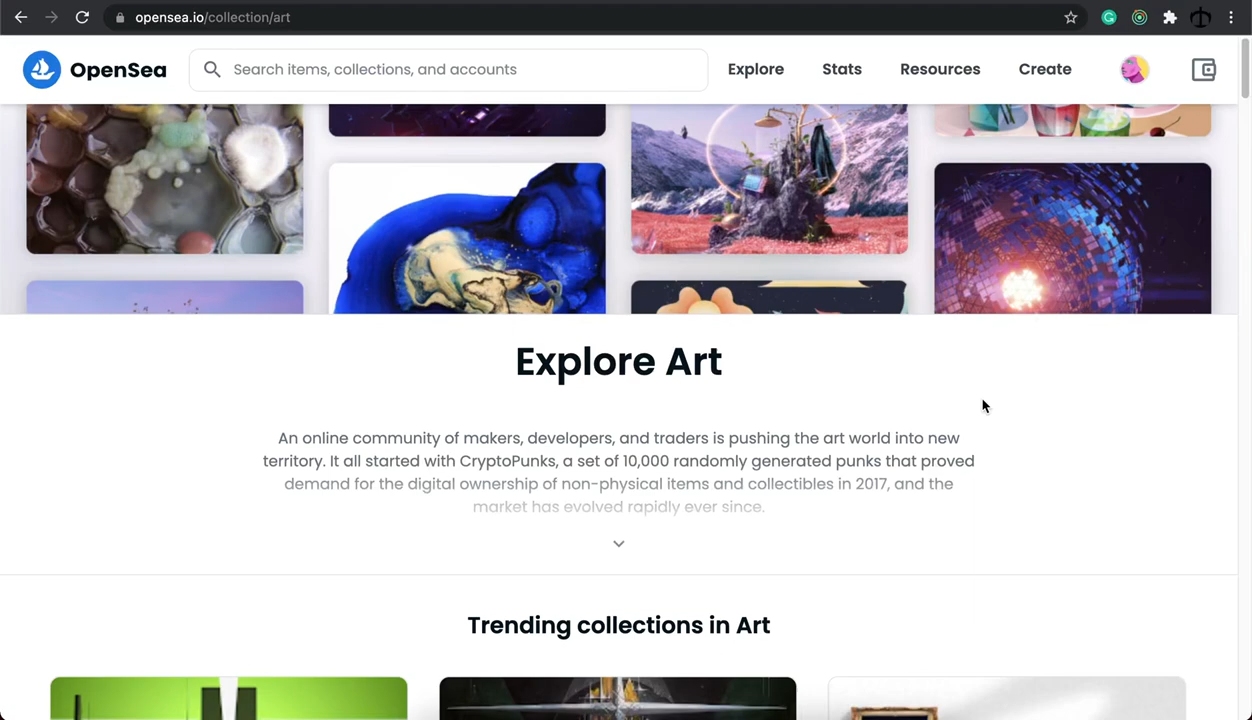 opensea.io/collection/art
OpenSea
Search items, collections, and accounts
Explore
Stats
Resources
Create
Explore Art
An online community of makers, developers, and traders is pushing the art world into new
territory. It all started with CryptoPunks, a set of 10,000 randomly generated punks that proved
demand for the digital ownership of non-physical items and collectibles in 2017, and the
market has evolved rapidly ever since.
Trending collections in Art